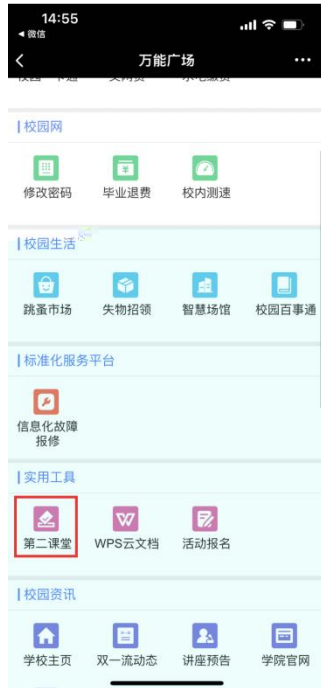 14:55
微信
万能广场
校园网
修改密码 毕业退费 校内测速
校园生活
跳蚤市场 失物招领 智慧场馆 校园百事通
标准化服务平台
信息化故障
报修
实用工具
第二课堂 WPS云文档 活动报名
校园资讯
学校主页 双一流动态 讲座预告 学院官网